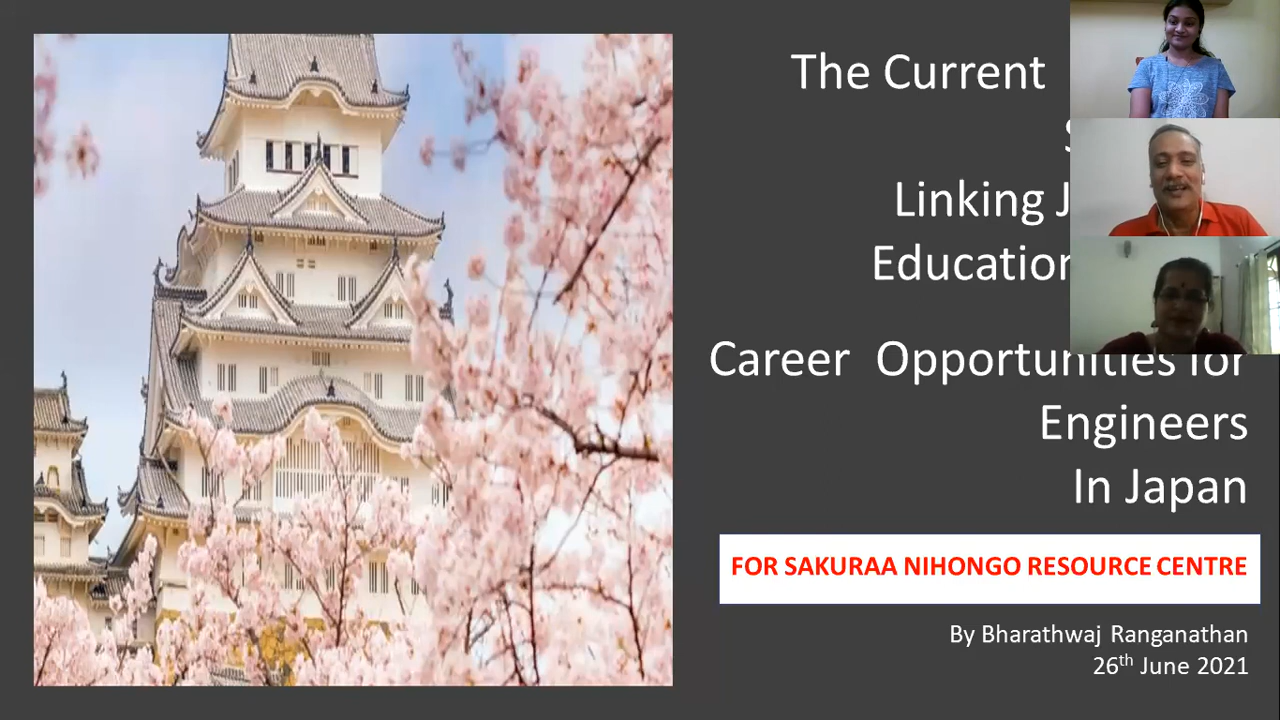 The Current
Linking
Career Opportunities for
Engineers
In Japan
FOR SAKURAA NIHONGO RESOURCE CENTRE
By Bharathwaj Ranganathan
26th June 2021